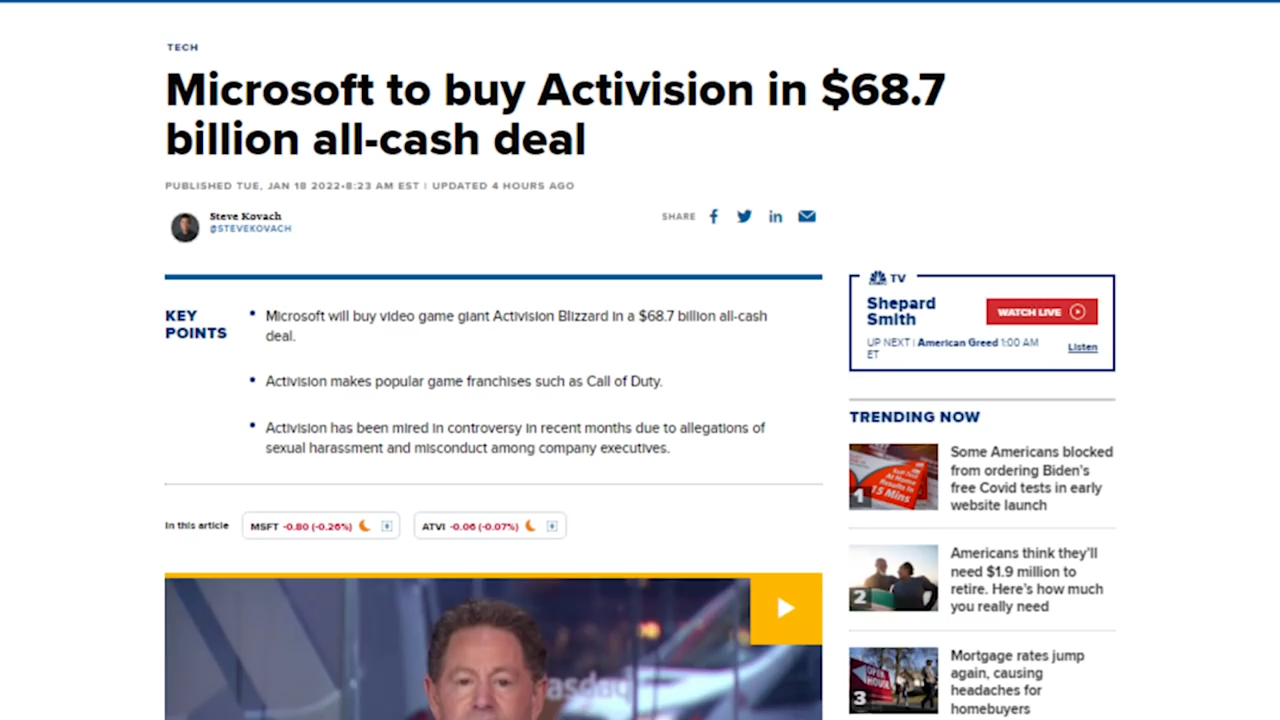 TECH
Microsoft to buy Activision in $68.7
billion all-cash deal
PUBLISHED TUE, JAN 18 2022•8:23 AM EST | UPDATED 4 HOURS AGO
Steve Kovach
@STEVEKOVACH
SHARE
KEY
POINTS
• Microsoft will buy video game giant Activision Blizzard in a $68.7 billion all-cash
deal.
• Activision makes popular game franchises such as Call of Duty.
• Activision has been mired in controversy in recent months due to allegations of
sexual harassment and misconduct among company executives.
In this article
MSFT -0.80 (-0.26%)
ATVI -0.06 (-0.07%)
Nasdaq
CNBC TV
Shepard
Smith
WATCH LIVE
UP NEXT | American Greed 1:00 AM
ET
Listen
TRENDING NOW
1
Some Americans blocked
from ordering Biden's
free Covid tests in early
website launch
2
Americans think they'll
need $1.9 million to
retire. Here's how much
you really need
OPEN
HOUSE
3
Mortgage rates jump
again, causing
headaches for
homebuyers